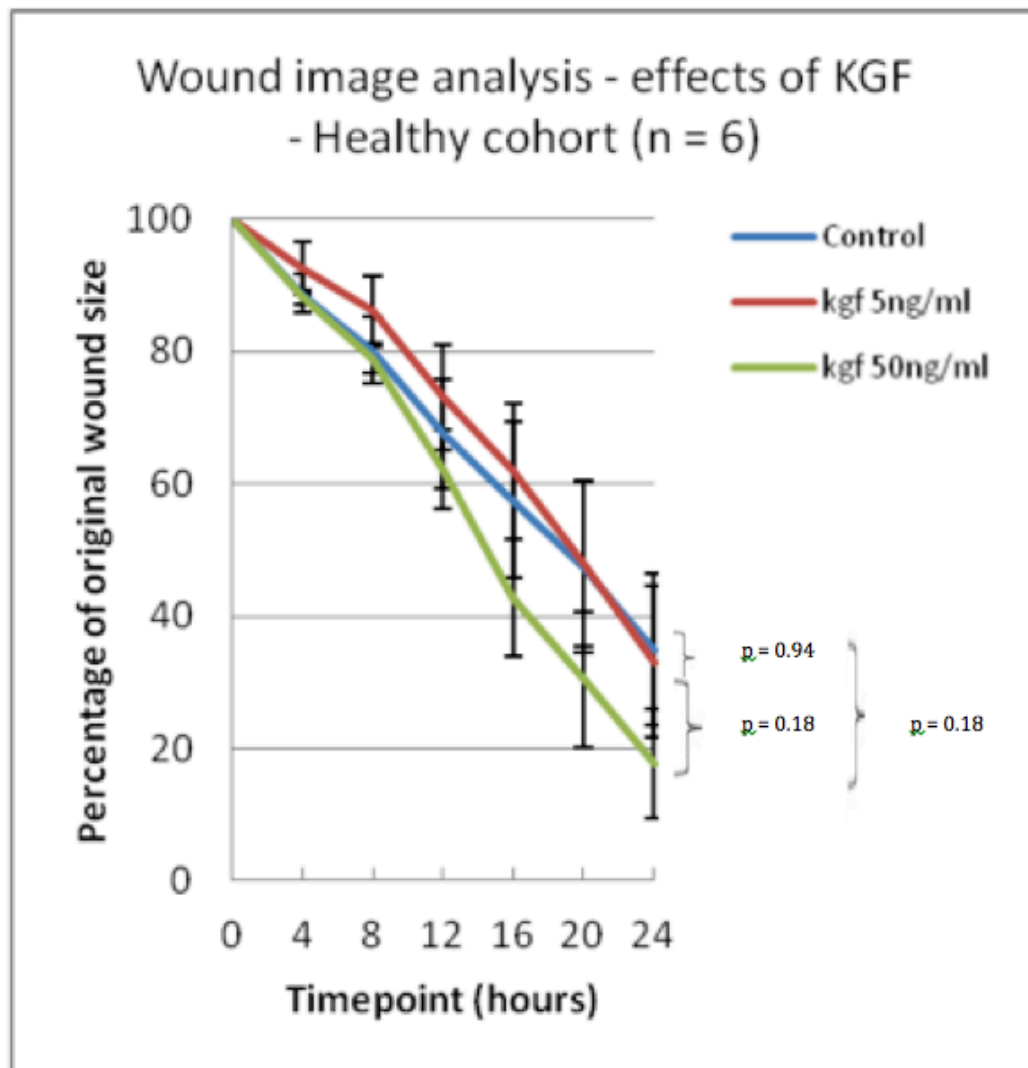 Wound image analysis - effects of KGF
- Healthy cohort (n = 6)
Percentage of original wound size
100
80
60
40
20
0
0 4 8 12 16 20 24
Timepoint (hours)
Control
kgf 5ng/ml
kgf 50ng/ml
p = 0.94
p = 0.18
p = 0.18